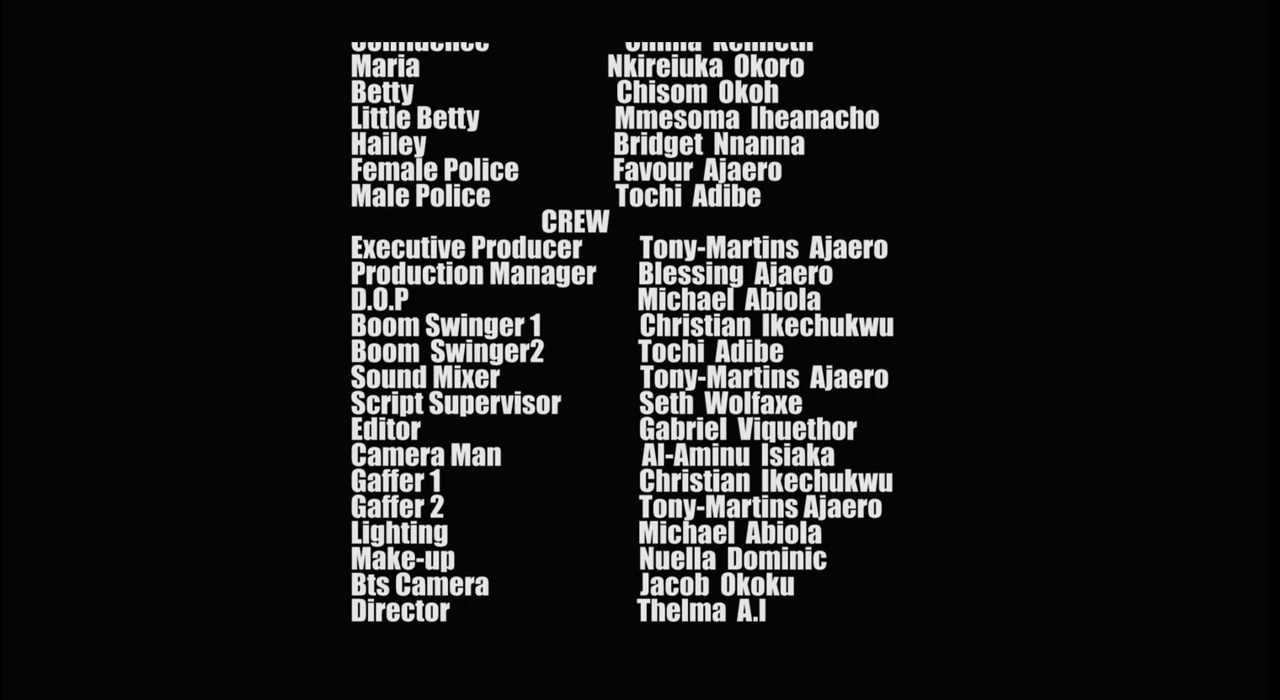 Maria Nkireiuka Okoro
Betty Chisom Okoh
Little Betty Mmesoma Iheanacho
Hailey Bridget Nnanna
Female Police Favour Ajaero
Male Police Tochi Adibe
CREW
Executive Producer Tony-Martins Ajaero
Production Manager Blessing Ajaero
D.O.P Michael Abiola
Boom Swinger 1 Christian Ikechukwu
Boom Swinger2 Tochi Adibe
Sound Mixer Tony-Martins Ajaero
Script Supervisor Seth Wolfaxe
Editor Gabriel Viquethor
Camera Man Al-Aminu Isiaka
Gaffer 1 Christian Ikechukwu
Gaffer 2 Tony-Martins Ajaero
Lighting Michael Abiola
Make-up Nuella Dominic
Bts Camera Jacob Okoku
Director Thelma A.I